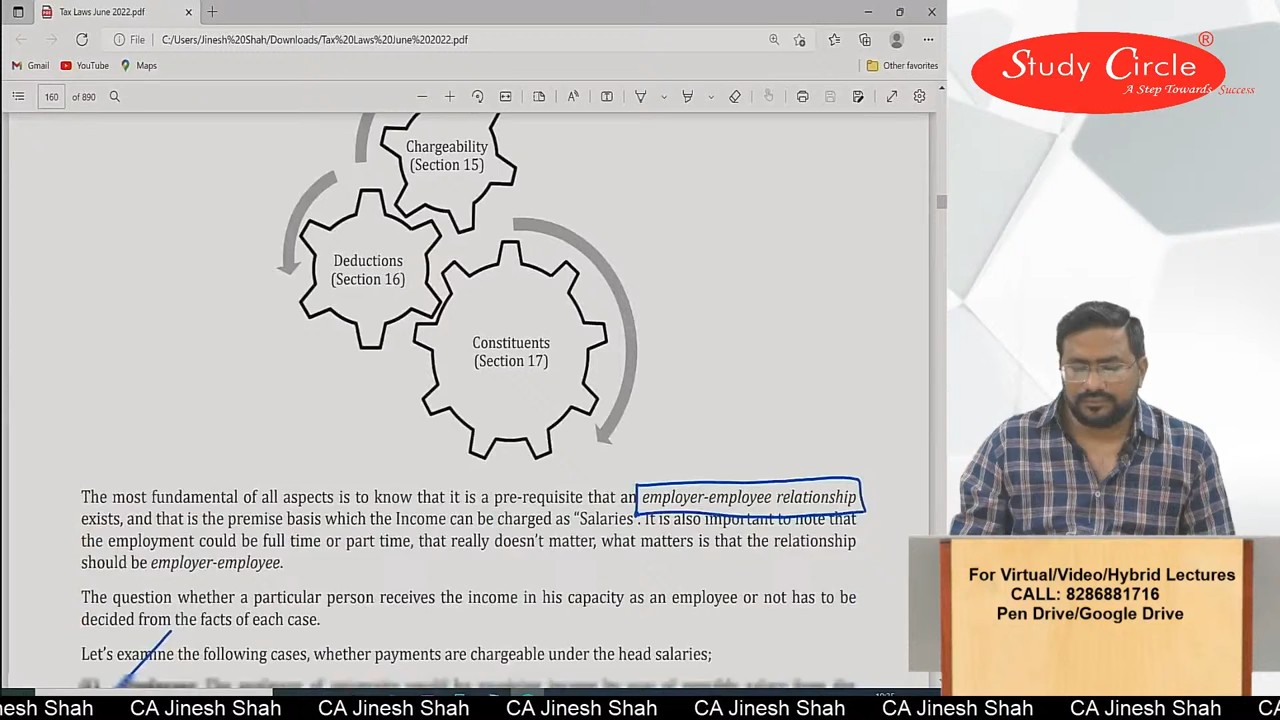 Tax Laws June 2022.pdf
File
C:/Users/Jinesh%20Shah/Downloads/Tax%20Laws%20June%202022.pdf
Gmail
YouTube
Maps
Other favorites
160
of 890
Study Circle
®
A Step Towards Success
Chargeability
(Section 15)
Deductions
(Section 16)
Constituents
(Section 17)
The most fundamental of all aspects is to know that it is a pre-requisite that an employer-employee relationship
exists, and that is the premise basis which the Income can be charged as “Salaries”. It is also important to note that
the employment could be full time or part time, that really doesn’t matter, what matters is that the relationship
should be employer-employee.
The question whether a particular person receives the income in his capacity as an employee or not has to be
decided from the facts of each case.
Let’s examine the following cases, whether payments are chargeable under the head salaries;
For Virtual/Video/Hybrid Lectures
CALL: 8286881716
Pen Drive/Google Drive
nesh Shah CA Jinesh Shah CA Jinesh Shah CA Jinesh Shah CA Jinesh Shah CA Jinesh Shah